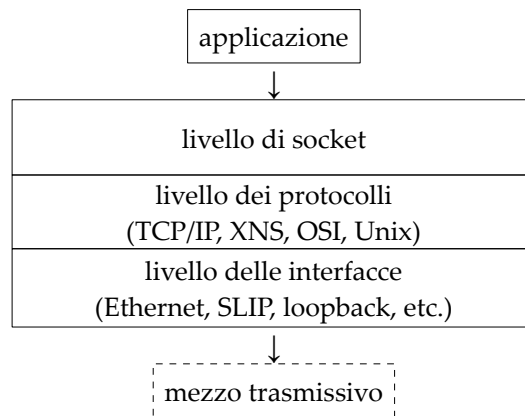 applicazione
livello di socket
livello dei protocolli
(TCP/IP, XNS, OSI, Unix)
livello delle interfacce
(Ethernet, SLIP, loopback, etc.)
mezzo trasmissivo